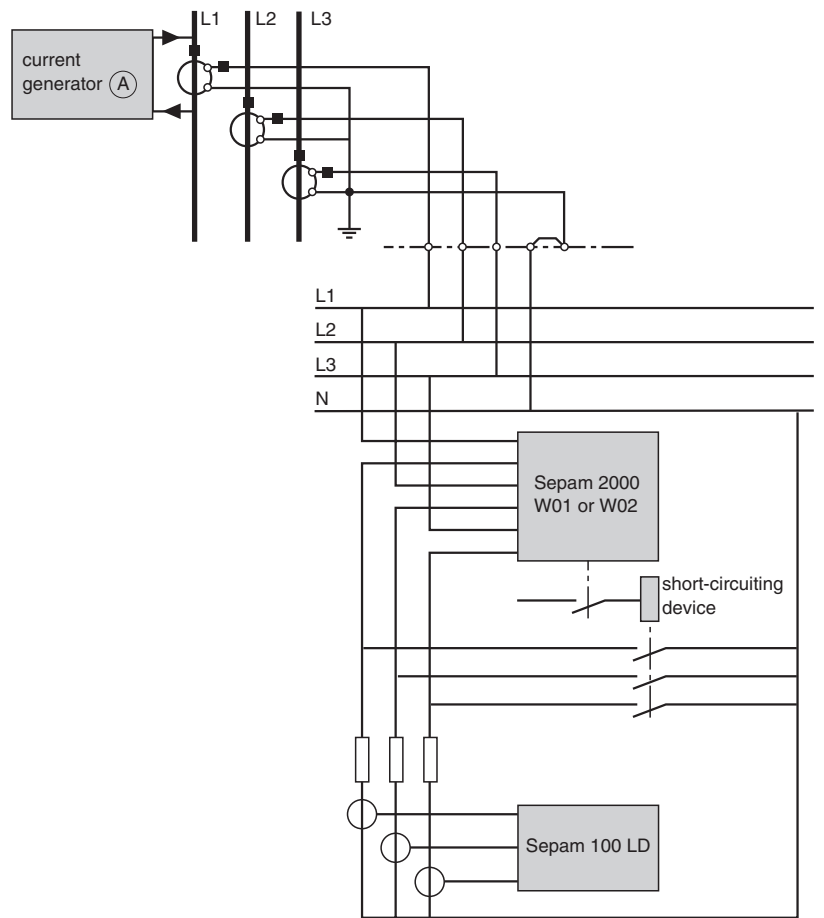 L1
L2
L3
current
generator A
L1
L2
L3
N
Sepam 2000
W01 or W02
short-circuiting
device
Sepam 100 LD